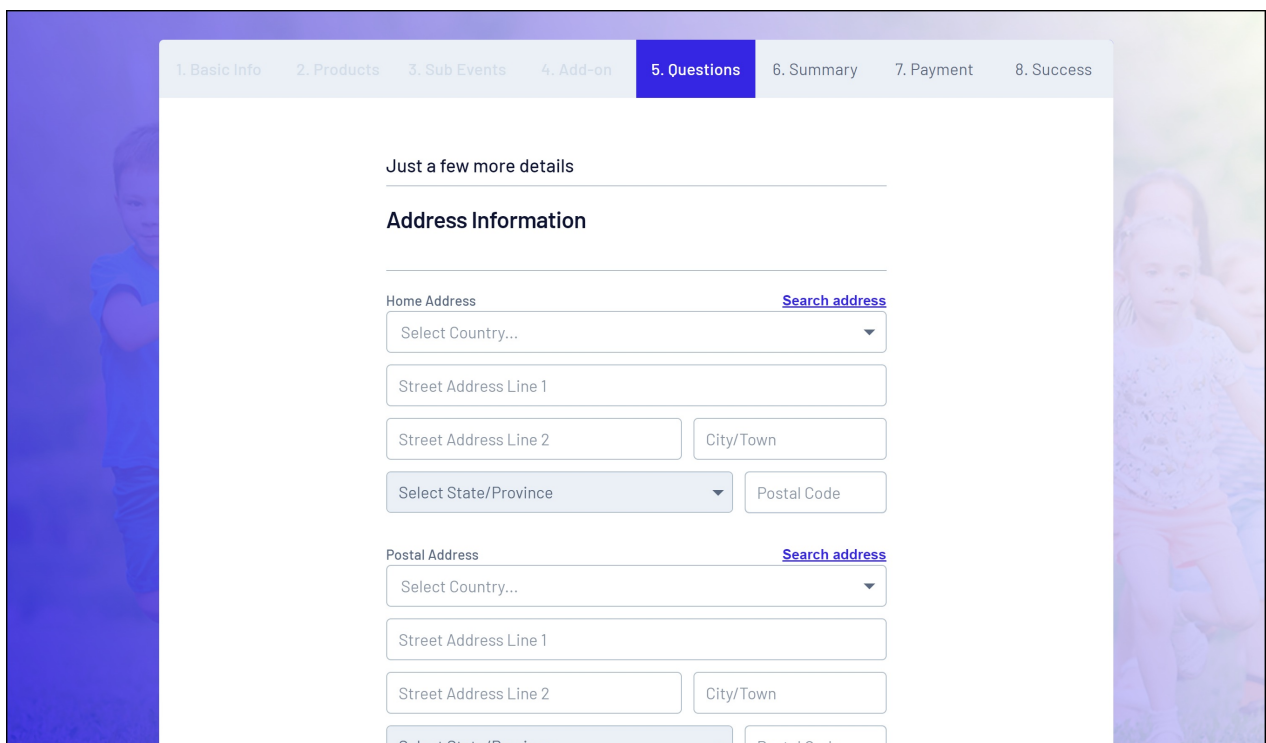 1. Basic Info 2. Products 3. Sub Events 4. Add-on 5. Questions 6. Summary 7. Payment 8. Success
Just a few more details
Address Information
Home Address Search address
Select Country...
Street Address Line 1
Street Address Line 2 City/Town
Select State/Province Postal Code
Postal Address Search address
Select Country...
Street Address Line 1
Street Address Line 2 City/Town